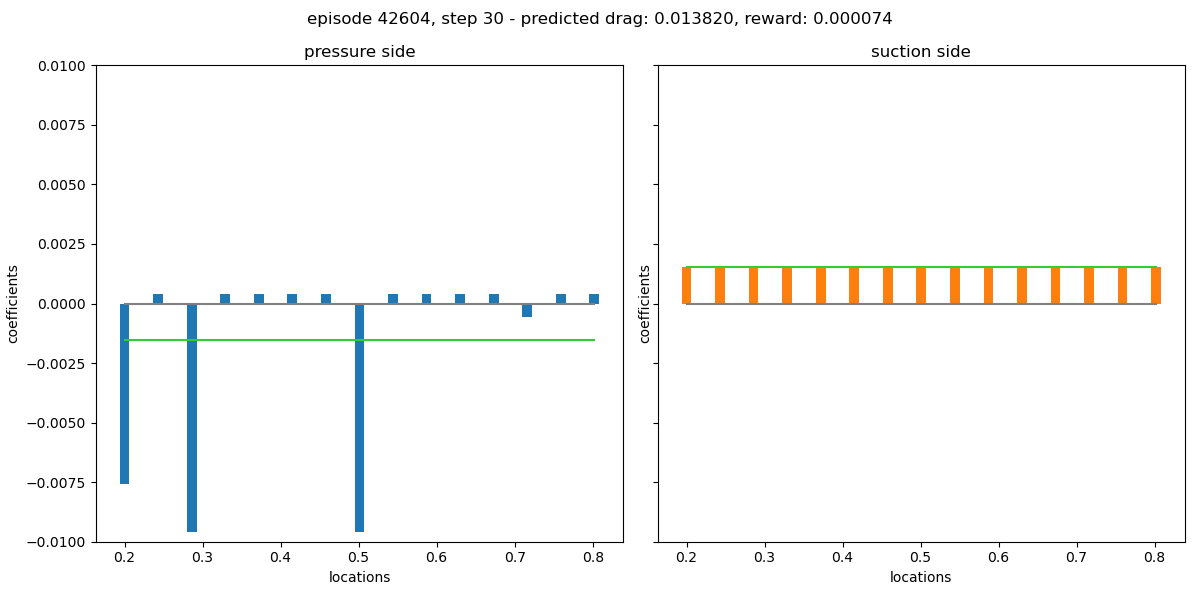 episode 42604, step 30 - predicted drag: 0.013820, reward: 0.000074
pressure side
suction side
0.0100
0.0075
0.0050
0.0025
0.0000
−0.0025
−0.0050
−0.0075
−0.0100
coefficients
coefficients
0.2 0.3 0.4 0.5 0.6 0.7 0.8
0.2 0.3 0.4 0.5 0.6 0.7 0.8
locations
locations